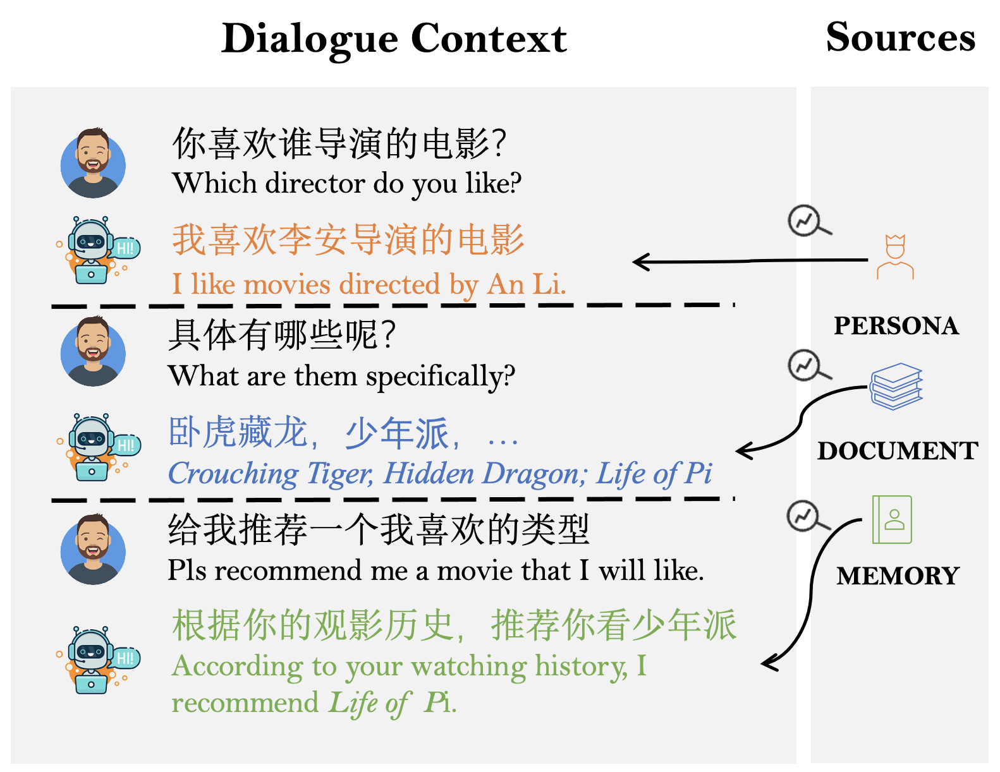 Dialogue Context
Sources
你喜欢谁导演的电影？
Which director do you like?
HI!
我喜欢李安导演的电影
I like movies directed by An Li.
PERSONA
具体有哪些呢？
What are them specifically?
HI!
卧虎藏龙，少年派，…
Crouching Tiger, Hidden Dragon; Life of Pi
DOCUMENT
给我推荐一个我喜欢的类型
Pls recommend me a movie that I will like.
MEMORY
HI!
根据你的观影历史，推荐你看少年派
According to your watching history, I
recommend Life of Pi.